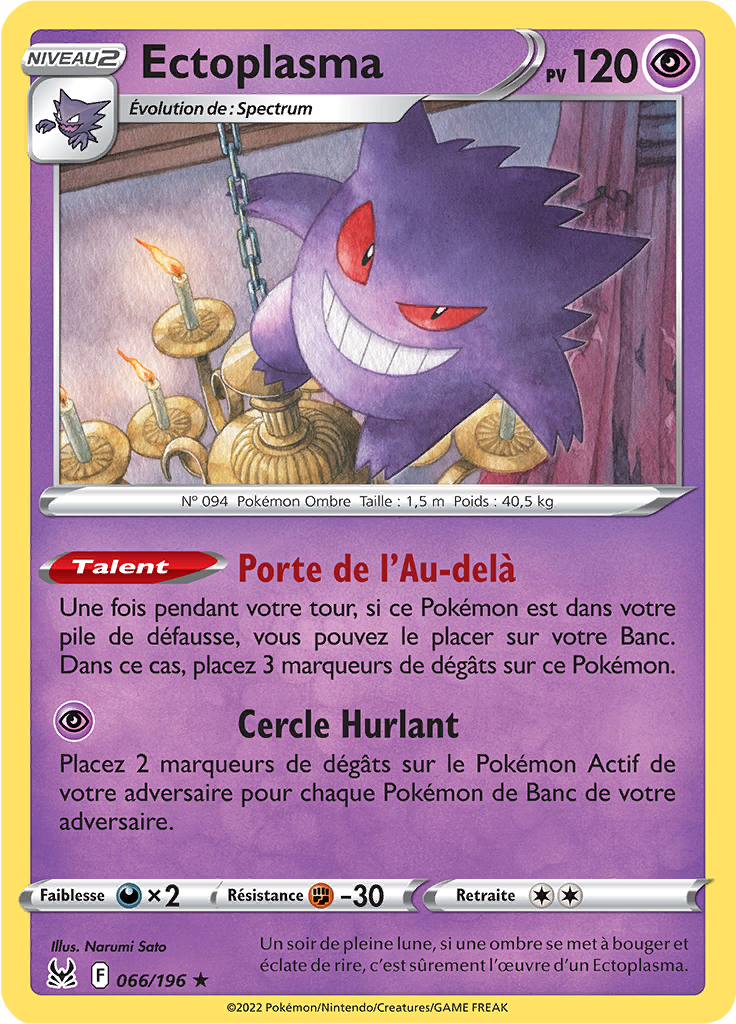 NIVEAU2
Ectoplasma
PV 120
Évolution de : Spectrum
Nº 094 Pokémon Ombre Taille : 1,5 m Poids : 40,5 kg
Talent Porte de l'Au-delà
Une fois pendant votre tour, si ce Pokémon est dans votre
pile de défausse, vous pouvez le placer sur votre Banc.
Dans ce cas, placez 3 marqueurs de dégâts sur ce Pokémon.
Cercle Hurlant
Placez 2 marqueurs de dégâts sur le Pokémon Actif de
votre adversaire pour chaque Pokémon de Banc de votre
adversaire.
Faiblesse ×2 Résistance -30 Retraite
Illus. Narumi Sato
F 066/196 ★
Un soir de pleine lune, si une ombre se met à bouger et
éclate de rire, c'est sûrement l'œuvre d'un Ectoplasma.
©2022 Pokémon/Nintendo/Creatures/GAME FREAK